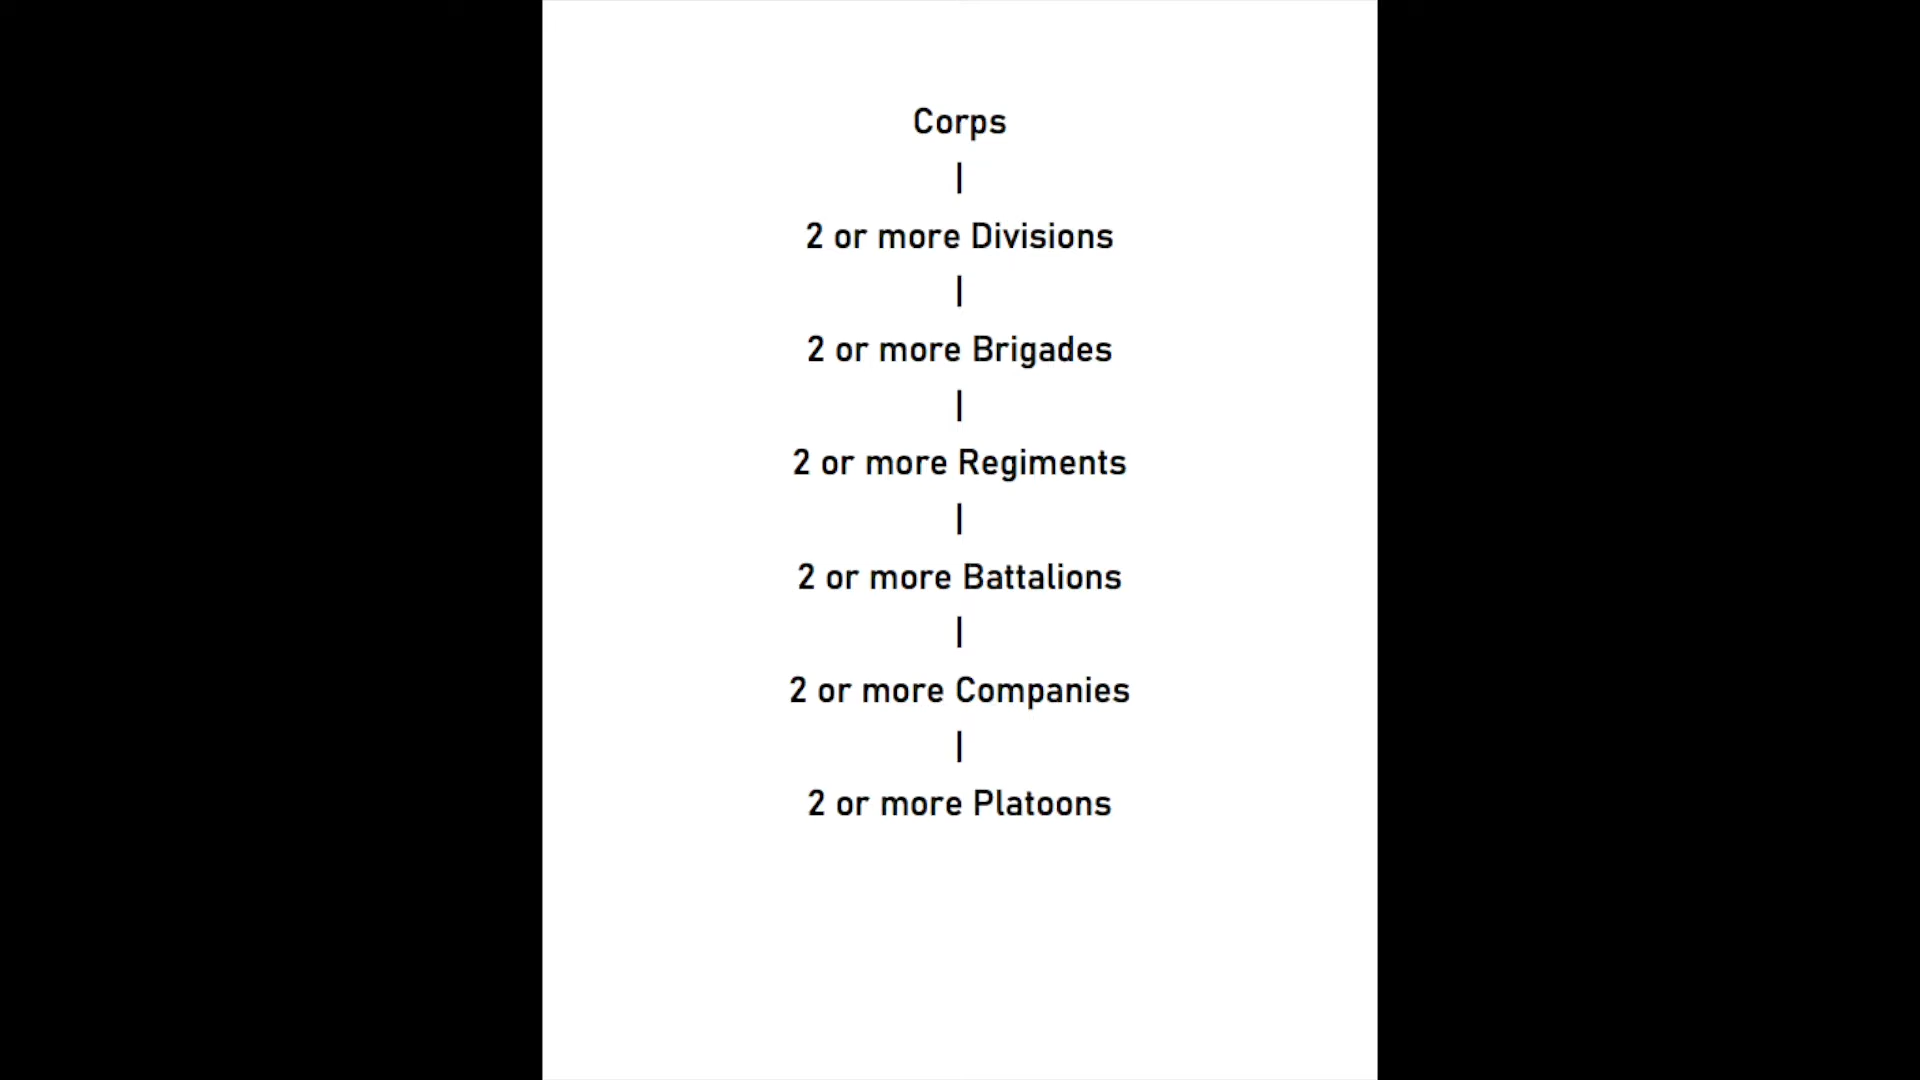 Corps
|
2 or more Divisions
|
2 or more Brigades
|
2 or more Regiments
|
2 or more Battalions
|
2 or more Companies
|
2 or more Platoons